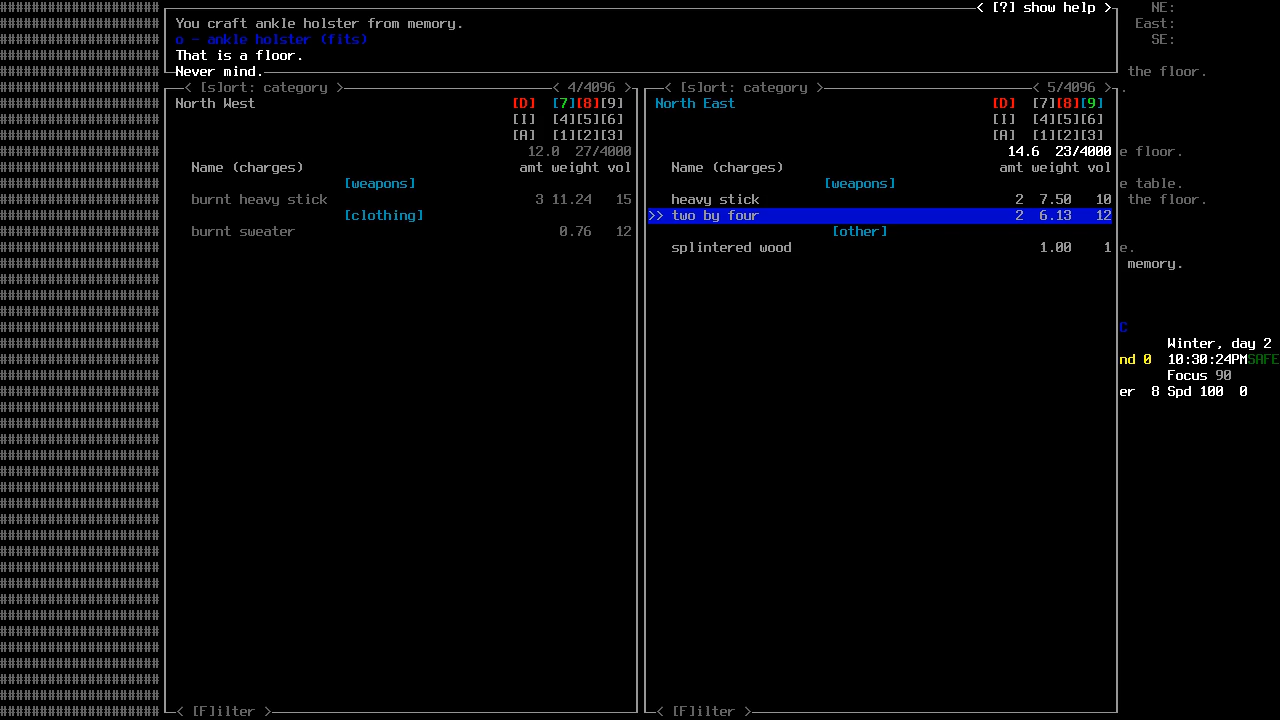 < [?] show help >
NE:
You craft ankle holster from memory.
East:
o - ankle holster (fits)
SE:
That is a floor.
Never mind.
the floor.
< [s]ort: category > < 4/4096 >
< [s]ort: category > < 5/4096 >
.
North West [D] [7][8][9]
North East [D] [7][8][9]
[I] [4][5][6]
[I] [4][5][6]
[A] [1][2][3]
[A] [1][2][3]
12.0 27/4000
14.6 23/4000
e floor.
Name (charges) amt weight vol
Name (charges) amt weight vol
[weapons]
[weapons]
e table.
burnt heavy stick 3 11.24 15
heavy stick 2 7.50 10
the floor.
[clothing]
>> two by four 2 6.13 12
burnt sweater 0.76 12
[other]
splintered wood 1.00 1
e.
memory.
C
Winter, day 2
nd 0 10:30:24PMSAFE
Focus 90
er 8 Spd 100 0
< [F]ilter >
< [F]ilter >